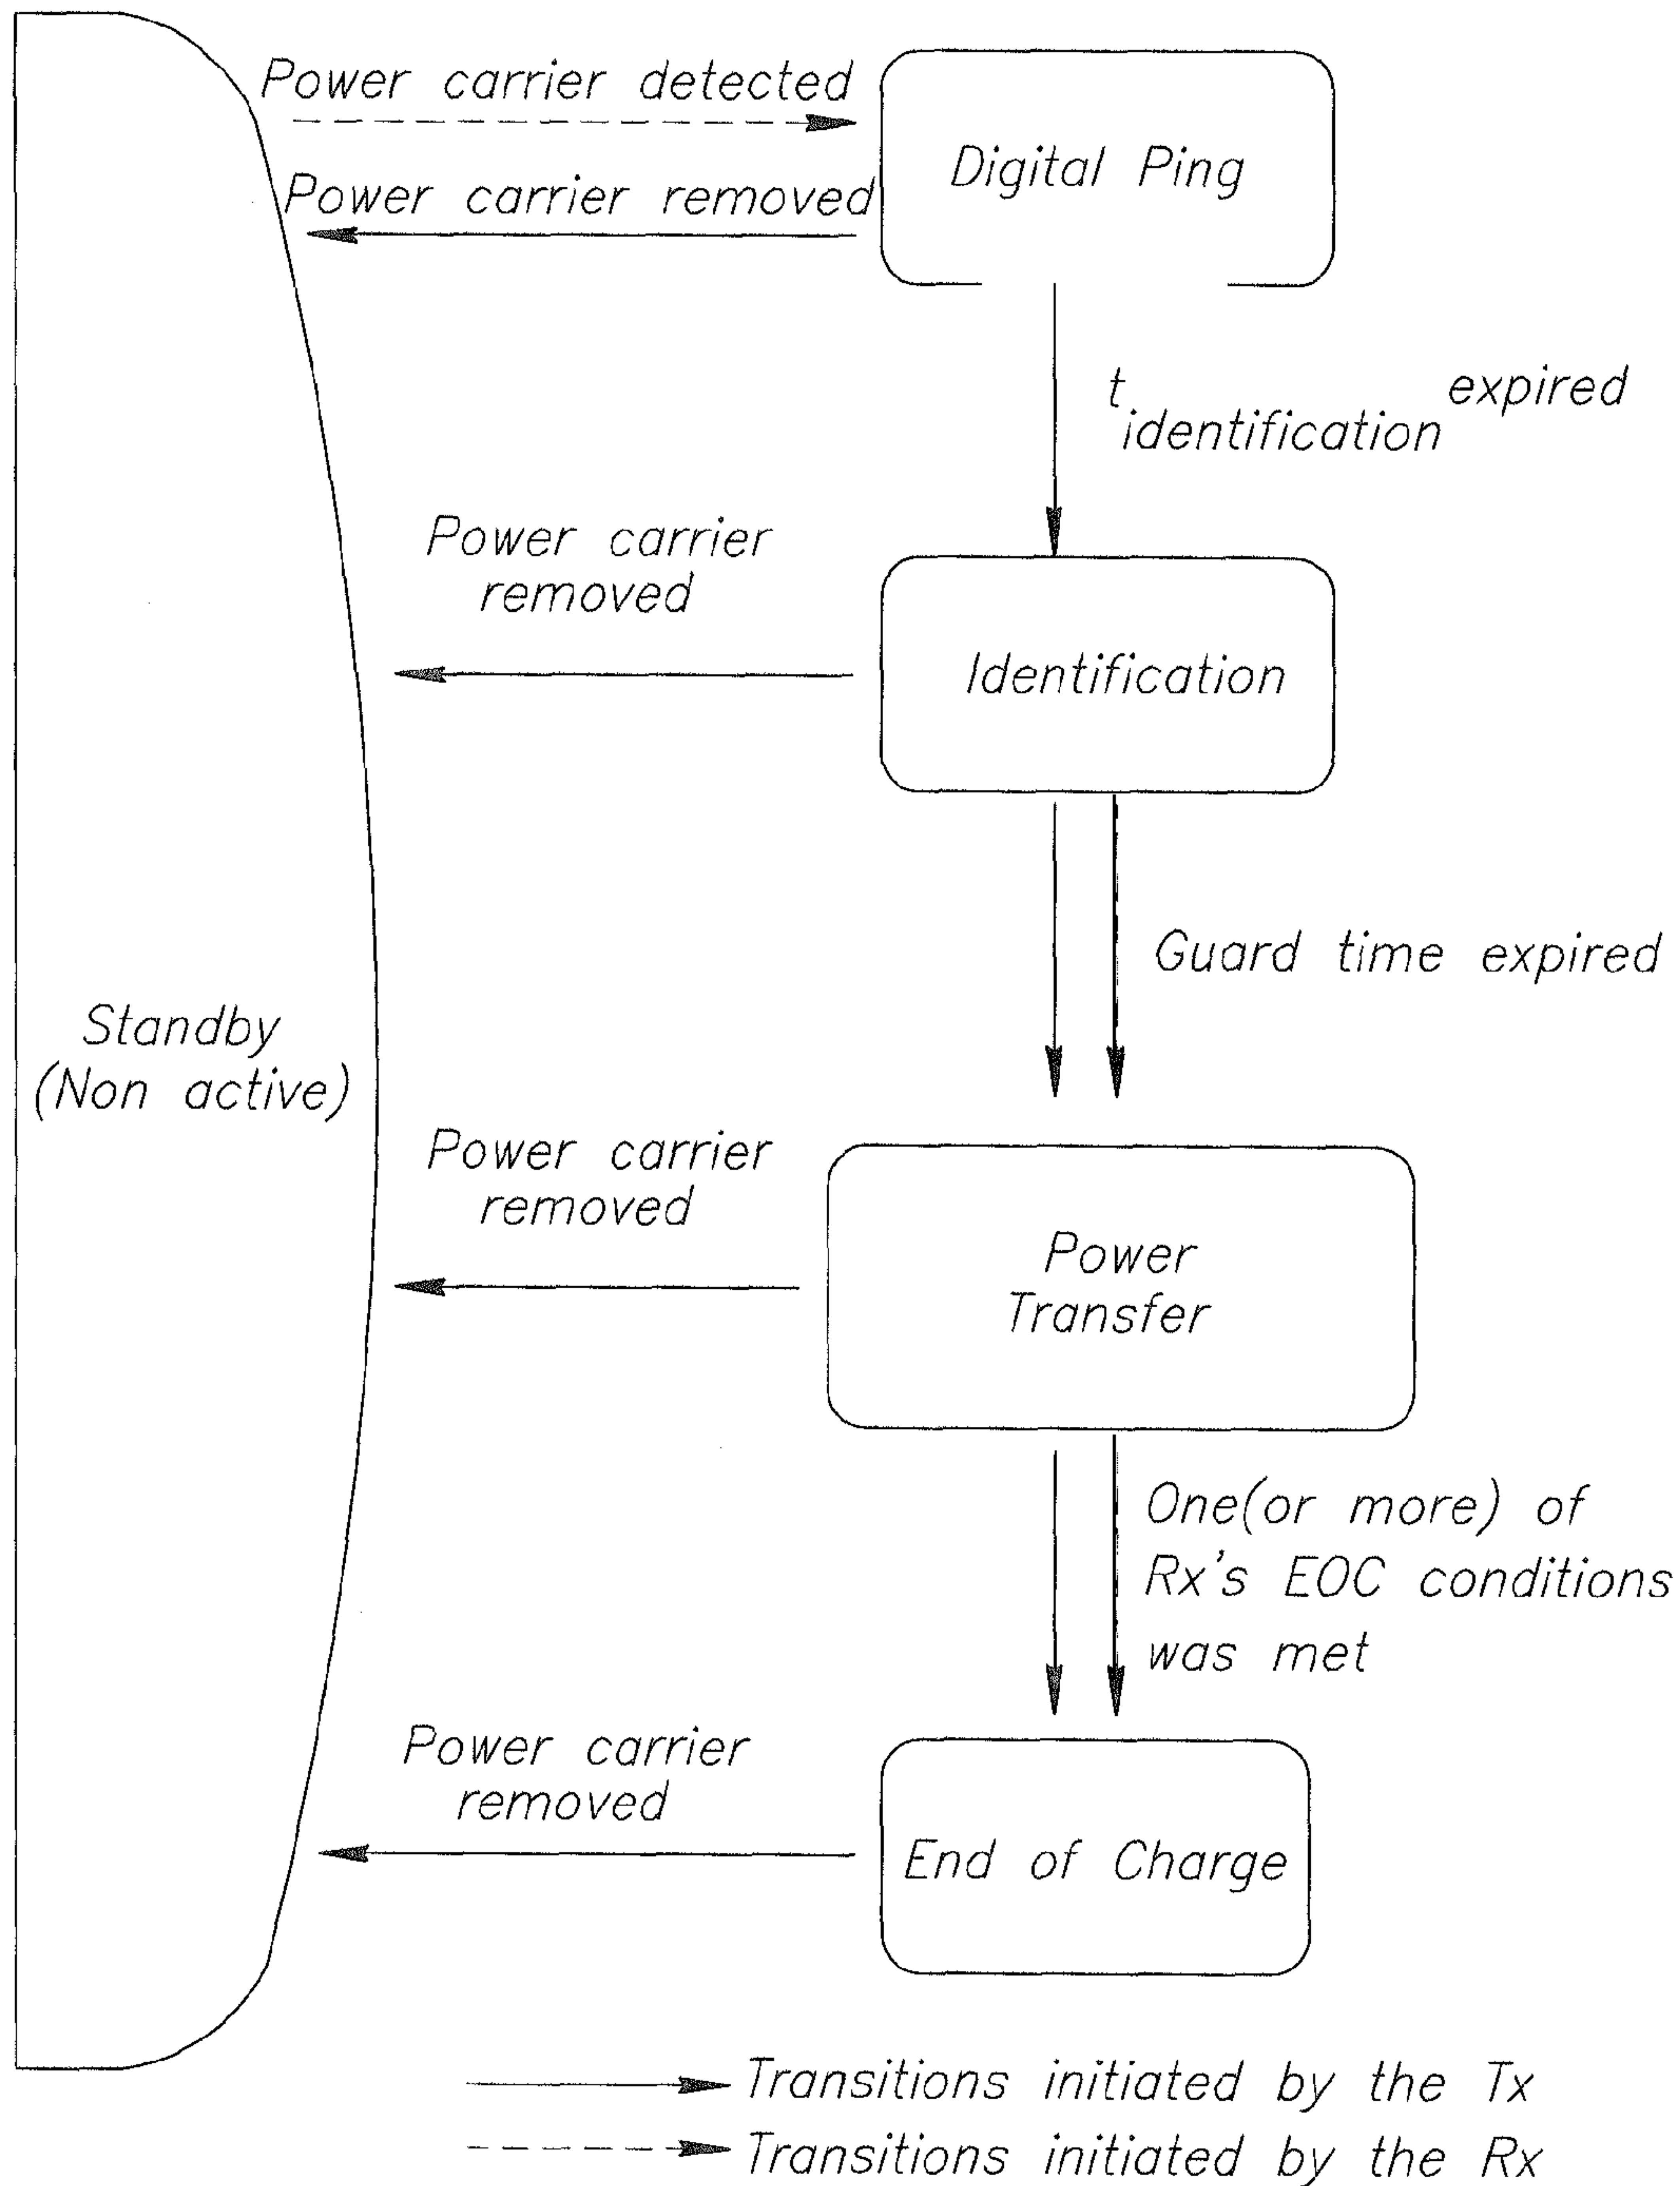 Power carrier detected
Power carrier removed
Digital Ping
t identification expired
Power carrier
removed
Identification
Guard time expired
Standby
(Non active)
Power carrier
removed
Power
Transfer
One(or more) of
Rx's EOC conditions
was met
Power carrier
removed
End of Charge
Transitions initiated by the Tx
Transitions initiated by the Rx